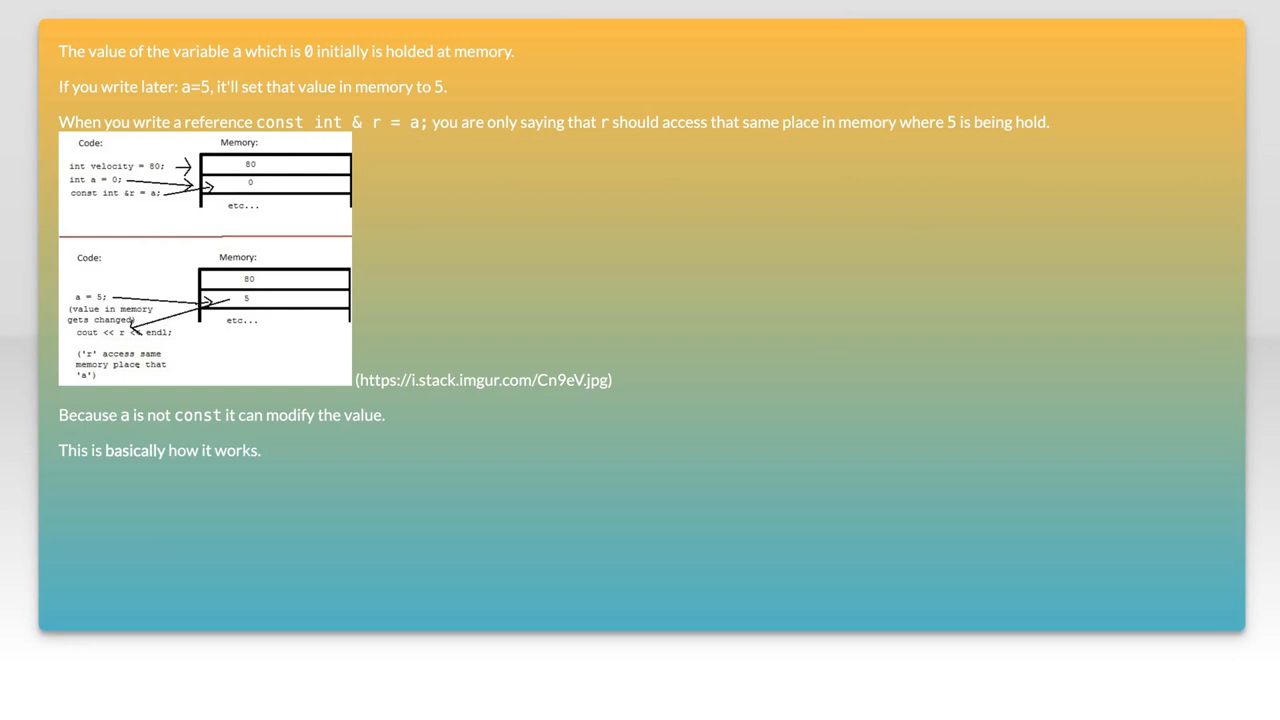 The value of the variable a which is 0 initially is holded at memory.
If you write later: a=5, it'll set that value in memory to 5.
When you write a reference const int & r = a; you are only saying that r should access that same place in memory where 5 is being hold.
Code: Memory:
int velocity = 80; 80
int a = 0; 0
const int &r = a;
etc...
Code: Memory:
80
a = 5; 5
(value in memory
gets changed)
etc...
cout << r << endl;
('r' access same
memory place that
'a')
(https://i.stack.imgur.com/Cn9eV.jpg)
Because a is not const it can modify the value.
This is basically how it works.